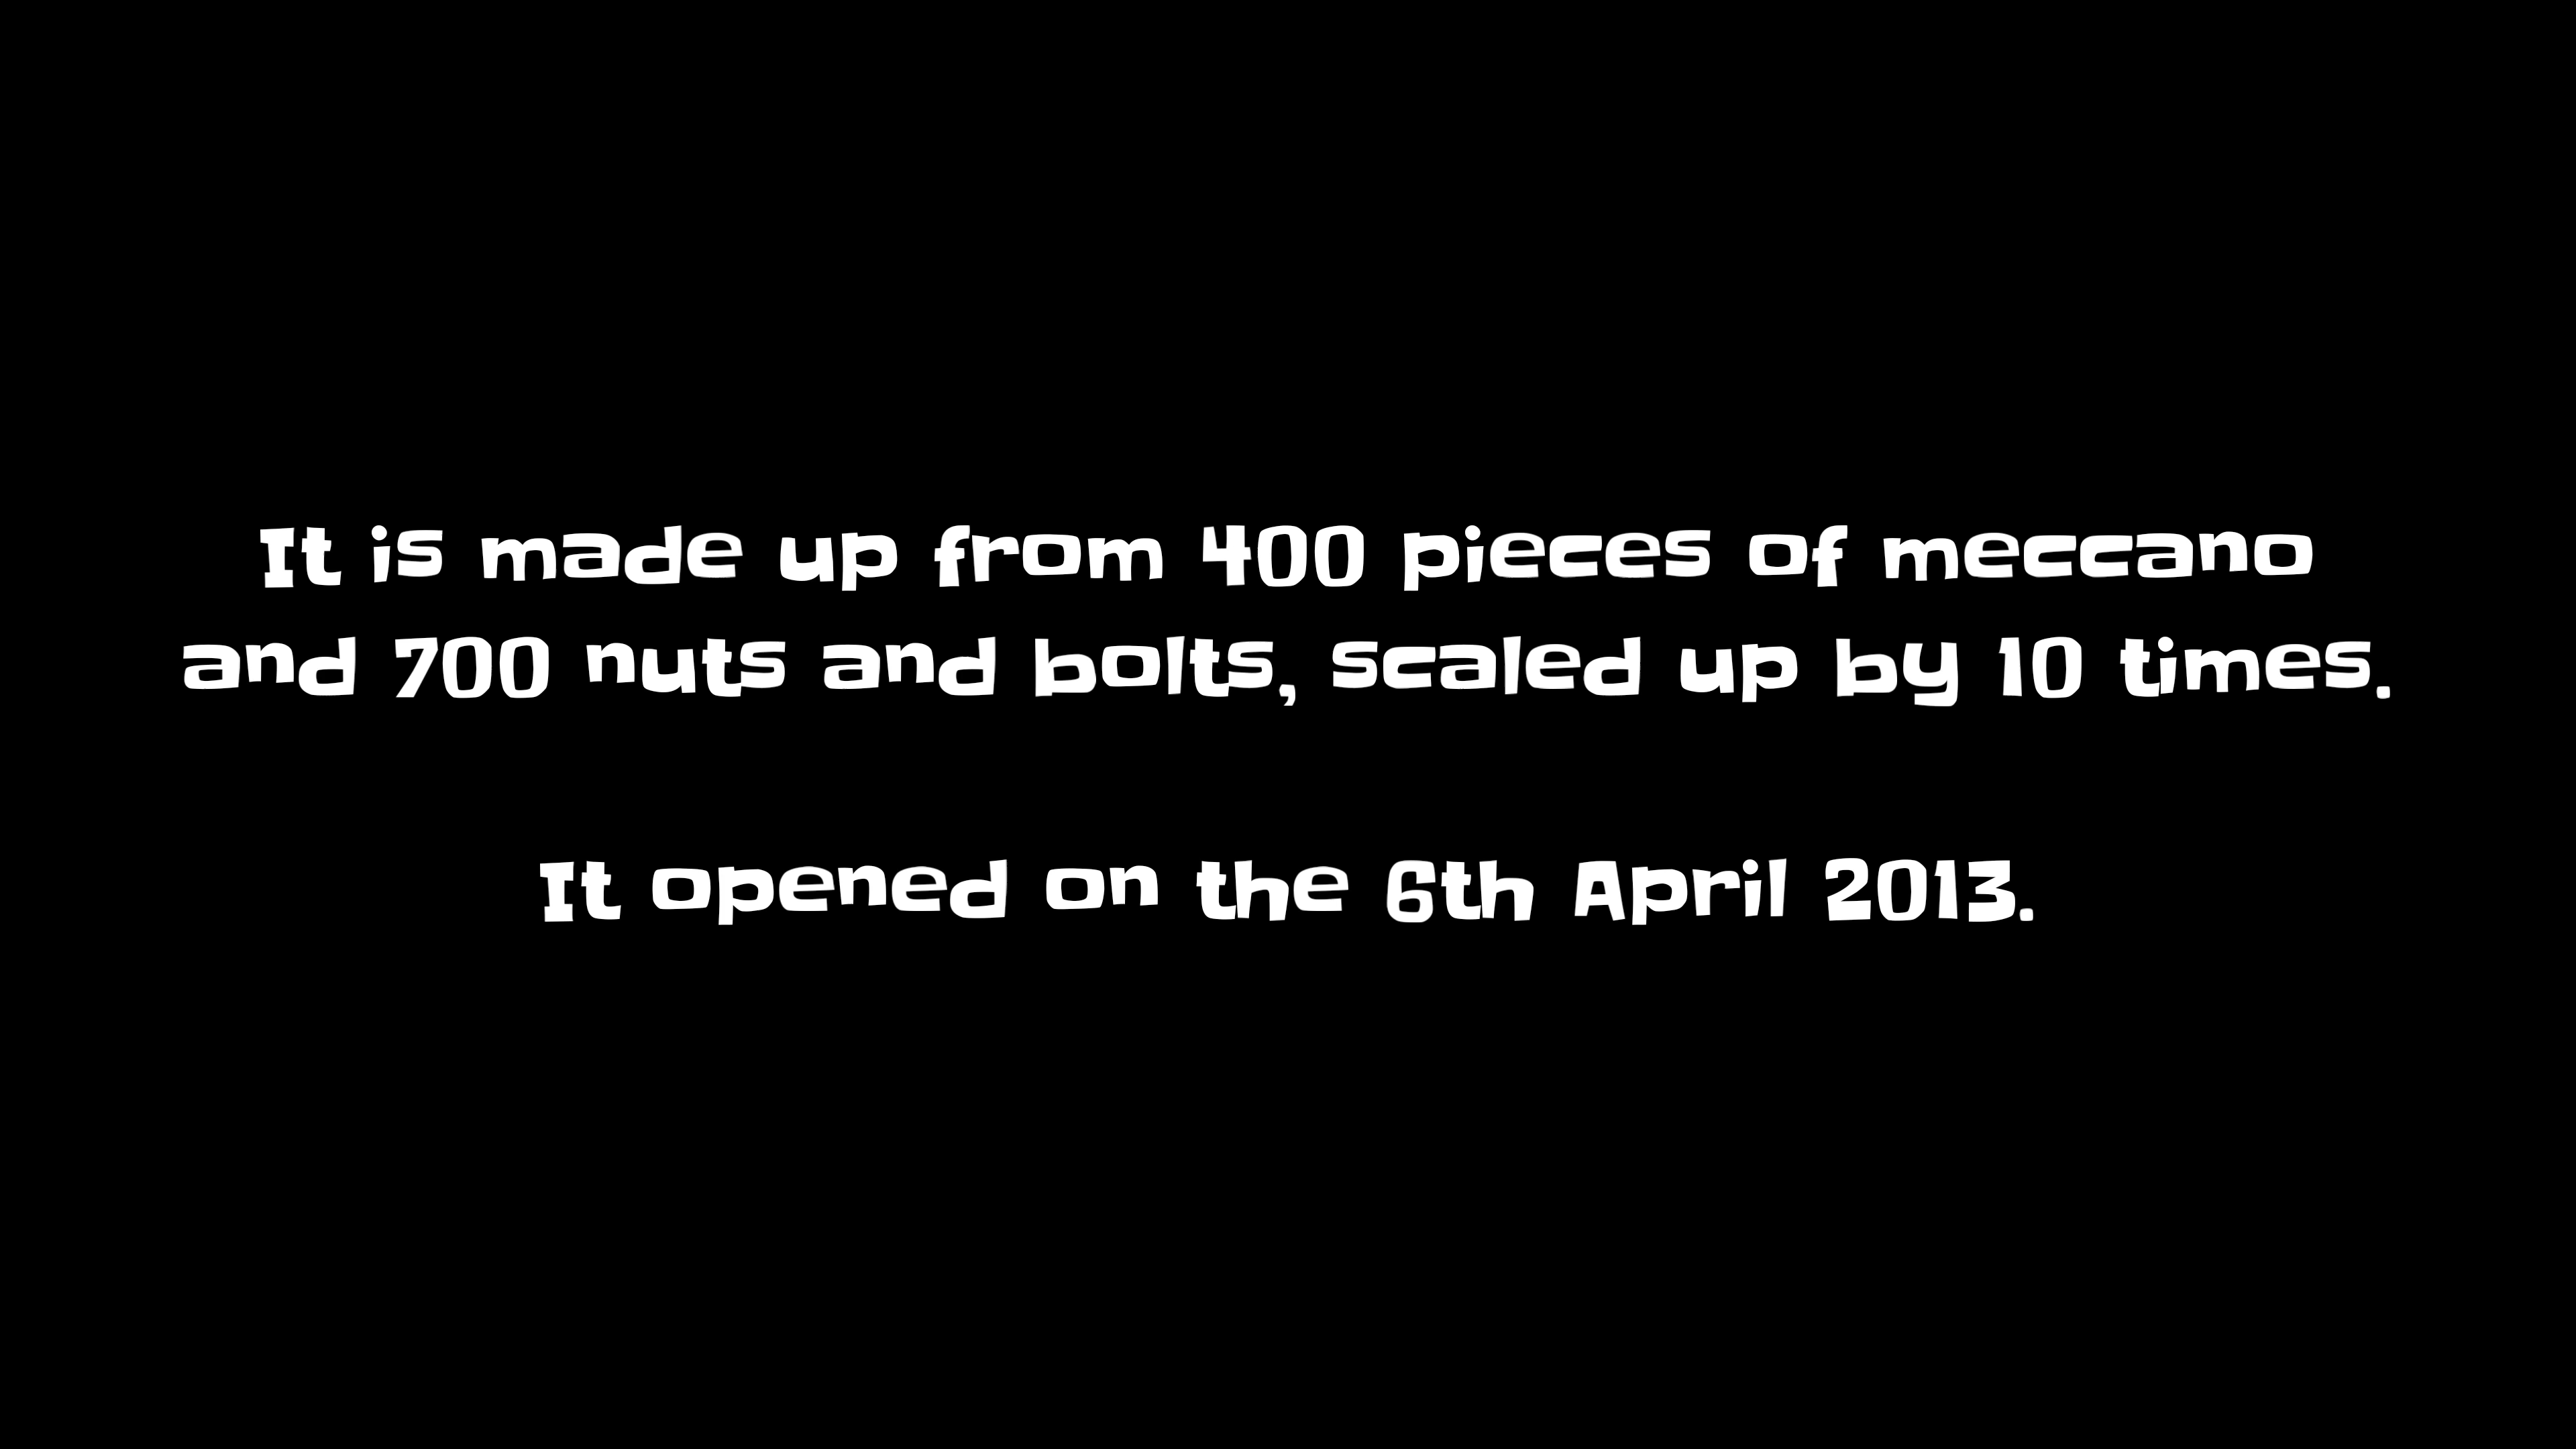 It is made up from 400 pieces of meccano
and 700 nuts and bolts, scaled up by 10 times.
It opened on the 6th April 2013.